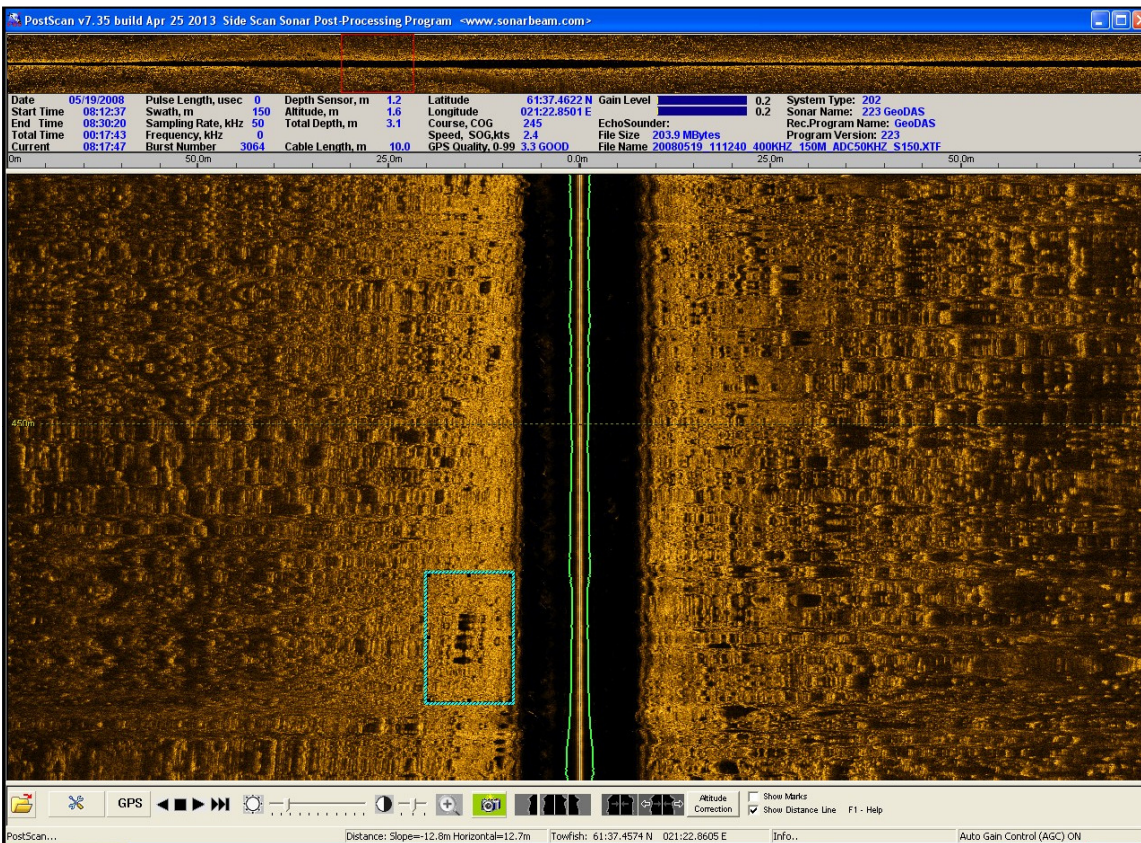 PostScan v7.35 build Apr 25 2013 Side Scan Sonar Post-Processing Program <www.sonarbeam.com>
Date 05/19/2008 Pulse Length, usec 0 Depth Sensor, m 1.2 Latitude 61:37.4622 N Gain Level 0.2 System Type: 202
Start Time 08:12:37 Swath, m 150 Altitude, m 1.6 Longitude 021:22.8501 E 0.2 Sonar Name: 223 GeoDAS
End Time 08:30:20 Sampling Rate, kHz 50 Total Depth, m 3.1 Course, COG 245 EchoSounder: Rec.Program Name: GeoDAS
Total Time 00:17:43 Frequency, kHz 0 Speed, SOG,kts 2.4 File Size 203.9 MBytes Program Version: 223
Current 08:17:47 Burst Number 3064 Cable Length, m 10.0 GPS Quality, 0-99 3.3 GOOD File Name 20080519_111240_400KHZ_150M_ADC50KHZ_S150.XTF
0m 50.0m 25.0m 0.0m 25.0m 50.0m 7
450m
GPS Altitude Correction Show Marks
Show Distance Line F1 - Help
PostScan... Distance: Slope=-12.8m Horizontal=12.7m Towfish: 61:37.4574 N 021:22.8605 E Info.. Auto Gain Control (AGC) ON